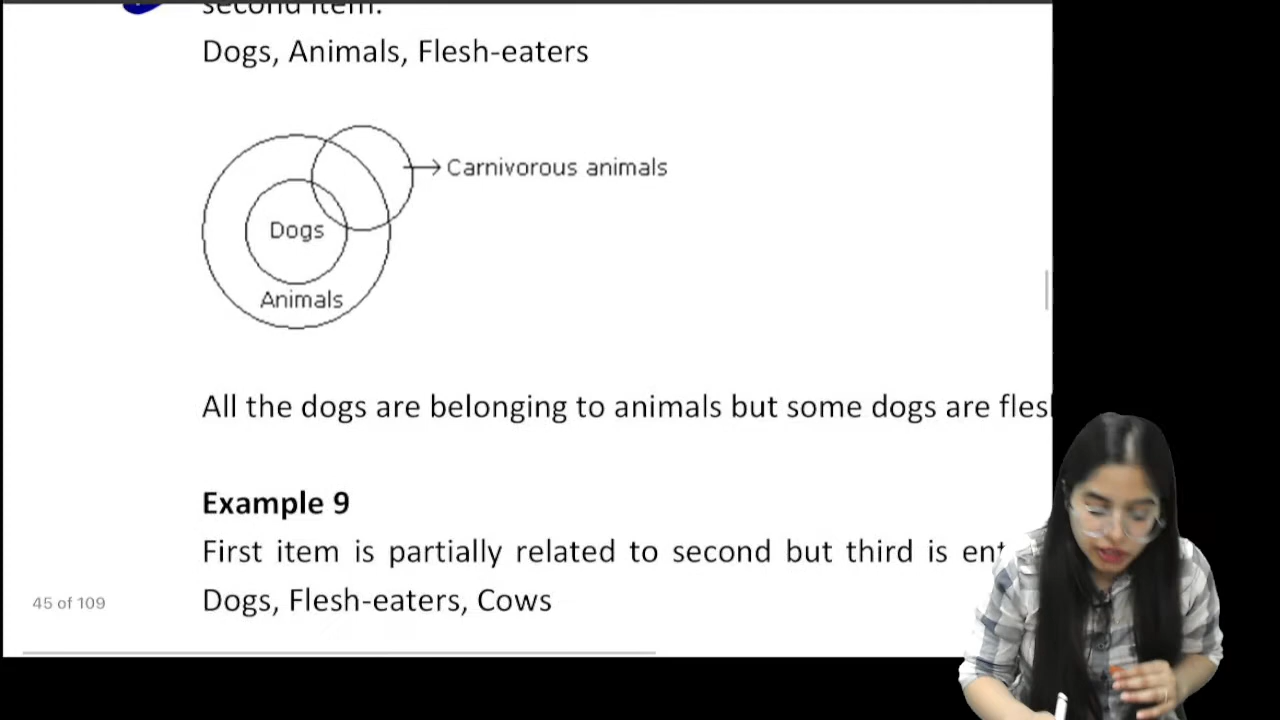 second item.
Dogs, Animals, Flesh-eaters
Carnivorous animals
Dogs
Animals
All the dogs are belonging to animals but some dogs are
Example 9
First item is partially related to second but third is
45 of 109
Dogs, Flesh-eaters, Cows